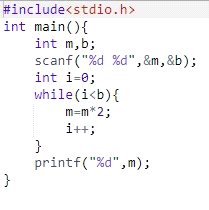 #include<stdio.h>
int main(){
    int m,b;
    scanf("%d %d",&m,&b);
    int i=0;
    while(i<b){
        m=m*2;
        i++;
    }
    printf("%d",m);
}